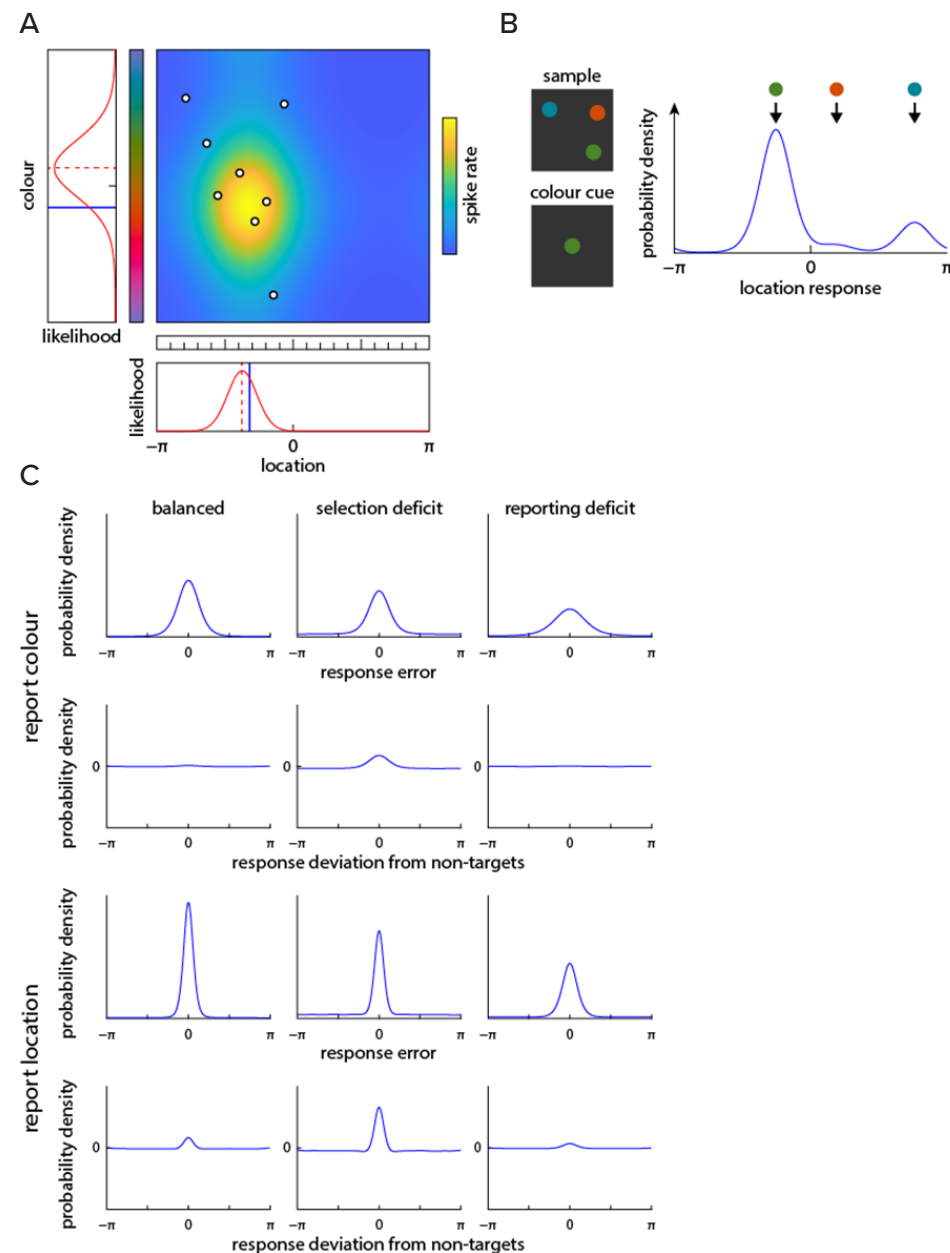 A
B
colour
likelihood
spike rate
likelihood
−π 0 π
location
sample
colour cue
probability density
−π 0 π
location response
C
balanced selection deficit reporting deficit
report colour
probability density
−π 0 π −π 0 π −π 0 π
response error
probability density
0 0 0
−π 0 π −π 0 π −π 0 π
response deviation from non-targets
report location
probability density
−π 0 π −π 0 π −π 0 π
response error
probability density
0 0 0
−π 0 π −π 0 π −π 0 π
response deviation from non-targets